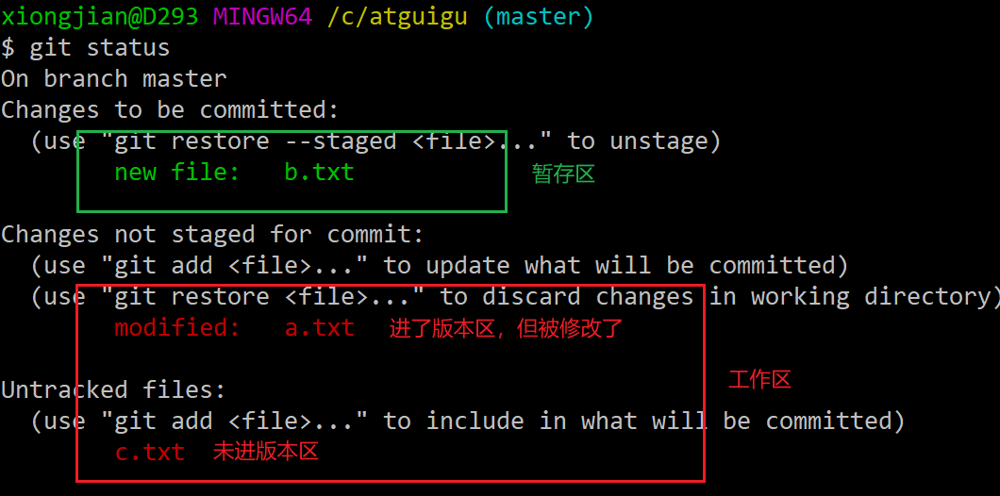 xiongjian@D293 MINGW64 /c/atguigu (master)
$ git status
On branch master
Changes to be committed:
  (use "git restore --staged <file>..." to unstage)
        new file:   b.txt 暂存区
Changes not staged for commit:
  (use "git add <file>..." to update what will be committed)
  (use "git restore <file>..." to discard changes in working directory)
        modified:   a.txt 进了版本区，但被修改了
工作区
Untracked files:
  (use "git add <file>..." to include in what will be committed)
        c.txt 未进版本区